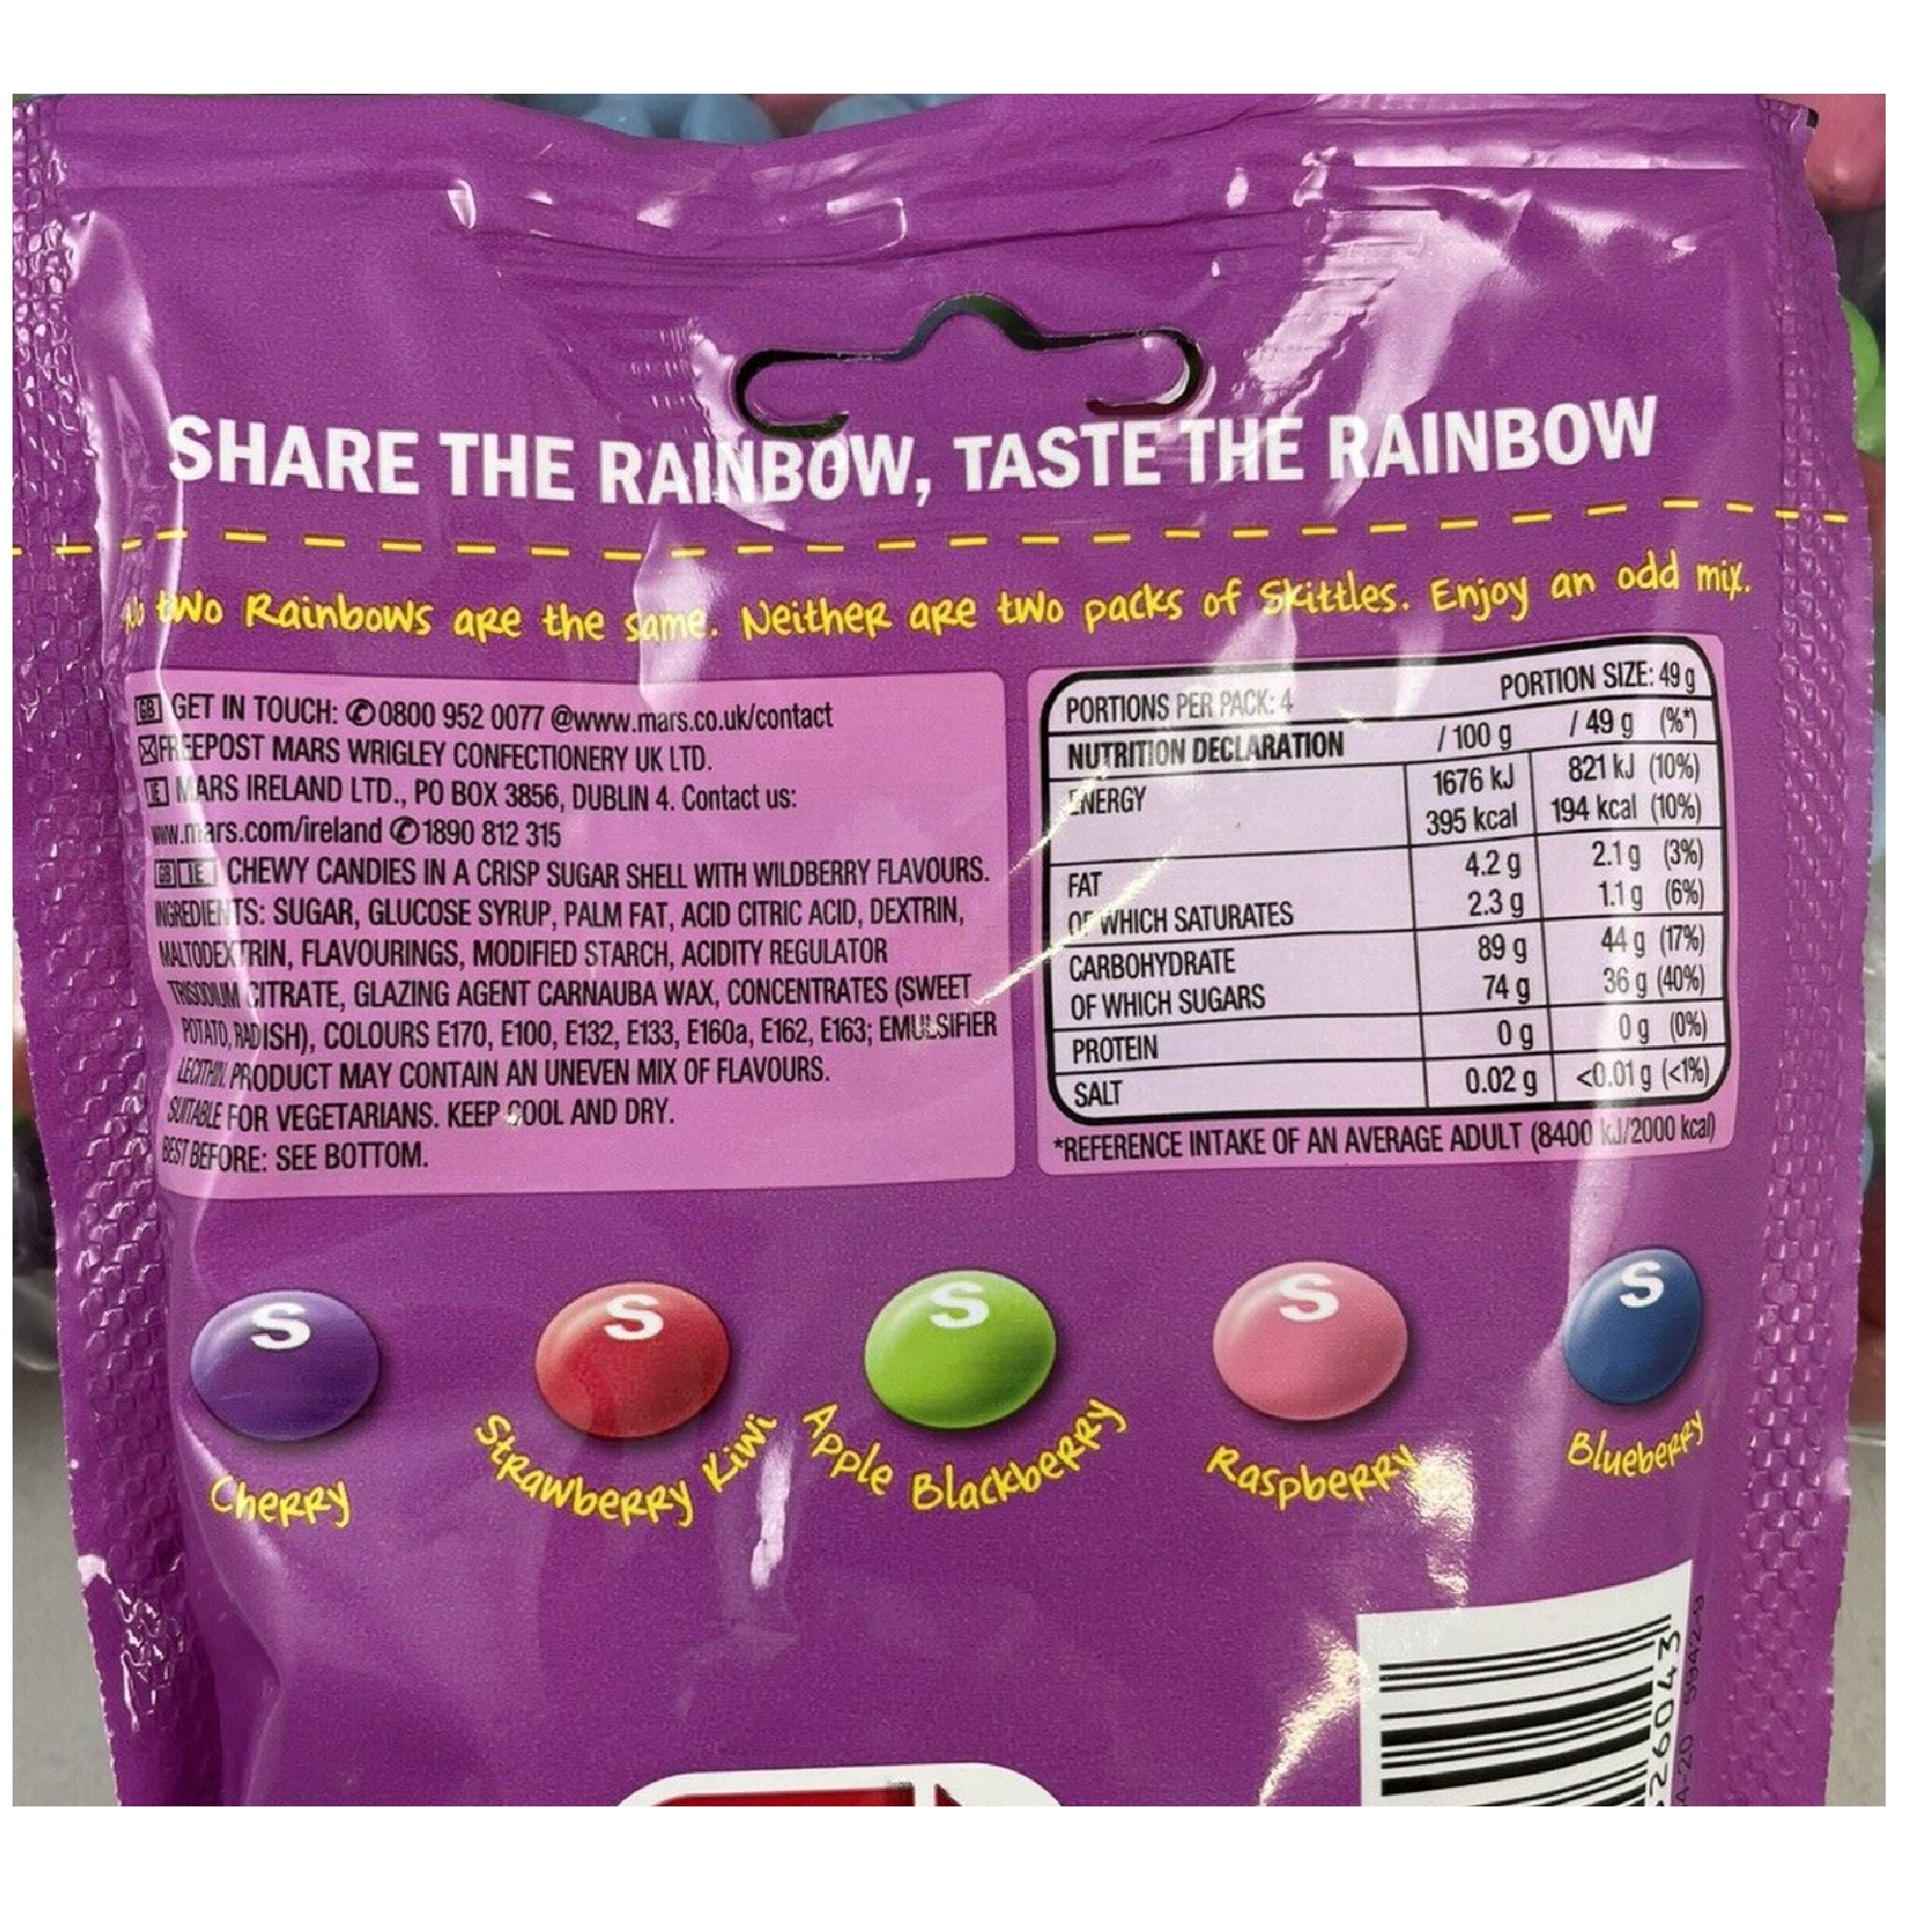 SHARE THE RAINBOW, TASTE THE RAINBOW
No two Rainbows are the same. Neither are two packs of Skittles. Enjoy an odd mix.
GB GET IN TOUCH: ✆0800 952 0077 @www.mars.co.uk/contact
FREEPOST MARS WRIGLEY CONFECTIONERY UK LTD.
IE MARS IRELAND LTD., PO BOX 3856, DUBLIN 4. Contact us:
www.mars.com/ireland ✆1890 812 315
GB IE CHEWY CANDIES IN A CRISP SUGAR SHELL WITH WILDBERRY FLAVOURS.
INGREDIENTS: SUGAR, GLUCOSE SYRUP, PALM FAT, ACID CITRIC ACID, DEXTRIN,
MALTODEXTRIN, FLAVOURINGS, MODIFIED STARCH, ACIDITY REGULATOR
TRISODIUM CITRATE, GLAZING AGENT CARNAUBA WAX, CONCENTRATES (SWEET
POTATO, RADISH), COLOURS E170, E100, E132, E133, E160a, E162, E163; EMULSIFIER
LECITHIN. PRODUCT MAY CONTAIN AN UNEVEN MIX OF FLAVOURS.
SUITABLE FOR VEGETARIANS. KEEP COOL AND DRY.
BEST BEFORE: SEE BOTTOM.
PORTIONS PER PACK: 4 PORTION SIZE: 49 g
NUTRITION DECLARATION / 100 g / 49 g (%*)
ENERGY 1676 kJ 821 kJ (10%)
395 kcal 194 kcal (10%)
FAT 4.2 g 2.1 g (3%)
OF WHICH SATURATES 2.3 g 1.1 g (6%)
CARBOHYDRATE 89 g 44 g (17%)
OF WHICH SUGARS 74 g 36 g (40%)
PROTEIN 0 g 0 g (0%)
SALT 0.02 g <0.01 g (<1%)
*REFERENCE INTAKE OF AN AVERAGE ADULT (8400 kJ/2000 kcal)
S S S S S
Cherry
Strawberry Kiwi
Apple Blackberry
Raspberry
Blueberry
26043